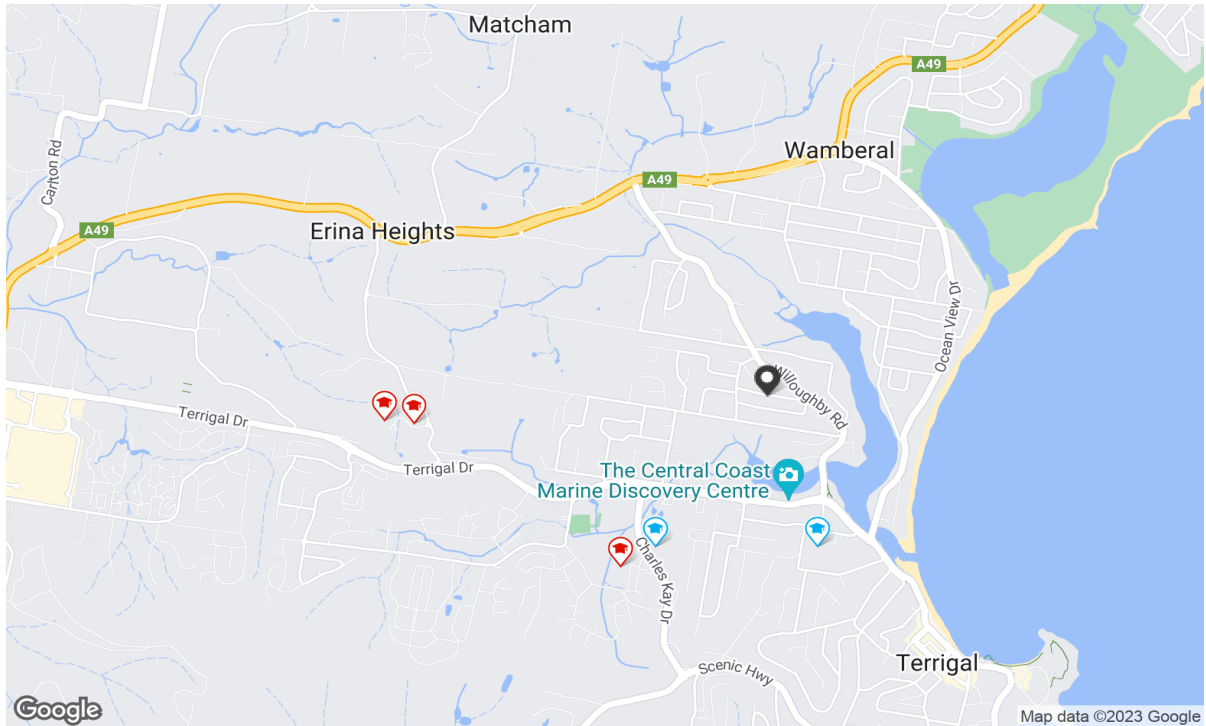 Matcham
A49
Wamberal
A49
Carlton Rd
A49
Erina Heights
Ocean View Dr
Willoughby Rd
Terrigal Dr
Terrigal Dr
The Central Coast
Marine Discovery Centre
Charles Kay Dr
Terrigal
Scenic Hwy
Google
Map data ©2023 Google